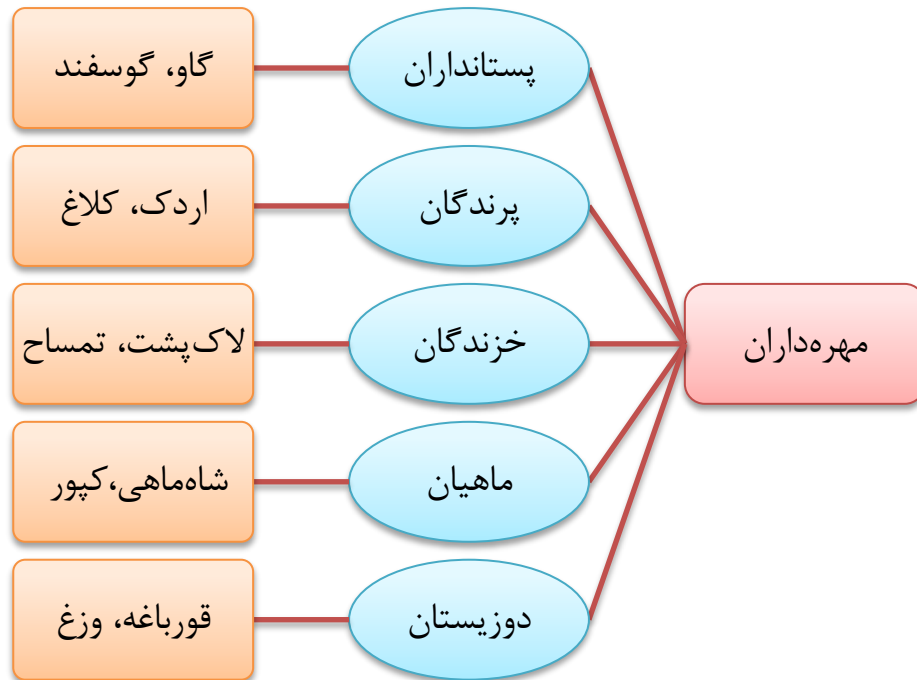 مهره‌داران
پستانداران
گاو، گوسفند
پرندگان
اردک، کلاغ
خزندگان
لاک‌پشت، تمساح
ماهیان
شاه‌ماهی،کپور
دوزیستان
قورباغه، وزغ